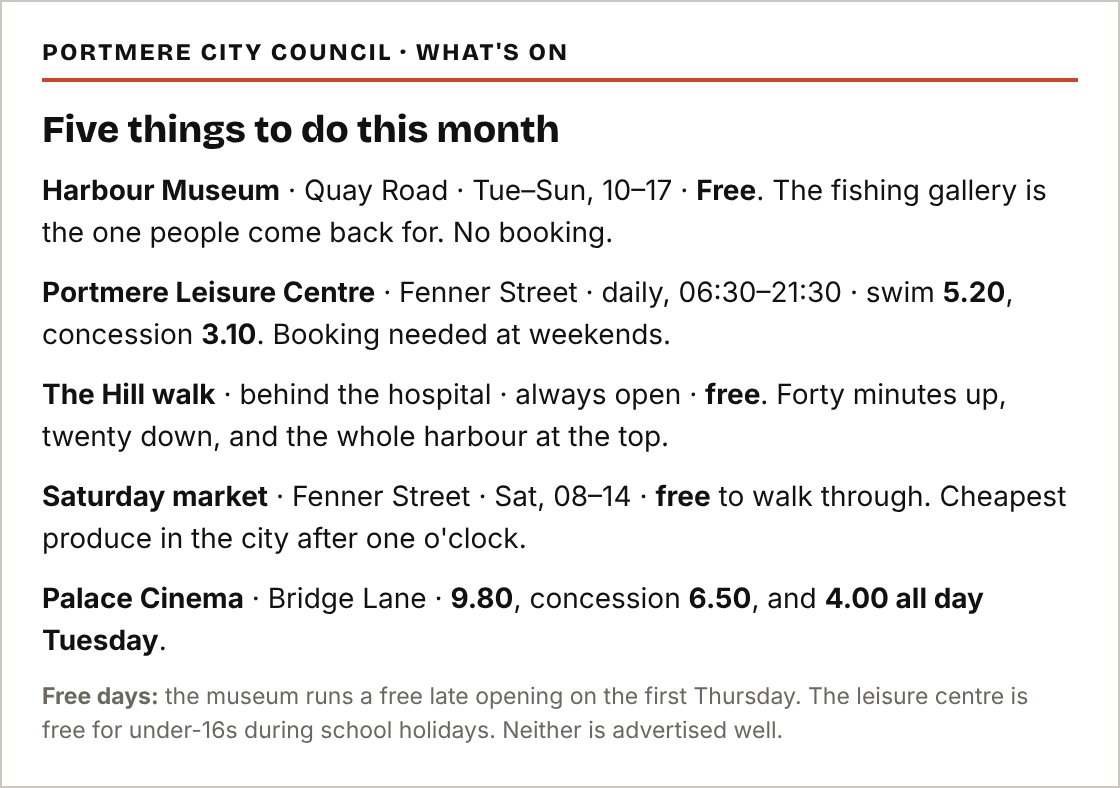 PORTMERE CITY COUNCIL · WHAT'S ON
Five things to do this month
Harbour Museum · Quay Road · Tue–Sun, 10–17 · Free. The fishing gallery is
the one people come back for. No booking.
Portmere Leisure Centre · Fenner Street · daily, 06:30–21:30 · swim 5.20,
concession 3.10. Booking needed at weekends.
The Hill walk · behind the hospital · always open · free. Forty minutes up,
twenty down, and the whole harbour at the top.
Saturday market · Fenner Street · Sat, 08–14 · free to walk through. Cheapest
produce in the city after one o'clock.
Palace Cinema · Bridge Lane · 9.80, concession 6.50, and 4.00 all day
Tuesday.
Free days: the museum runs a free late opening on the first Thursday. The leisure centre is
free for under-16s during school holidays. Neither is advertised well.